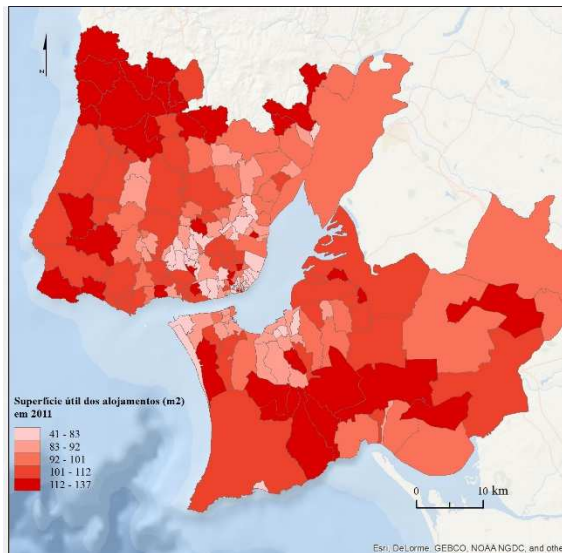 N
Superfície útil dos alojamentos (m2)
em 2011
41 - 83
83 - 92
92 - 101
101 - 112
112 - 137
0 10 km
Esri, DeLorme, GEBCO, NOAA NGDC, and othe